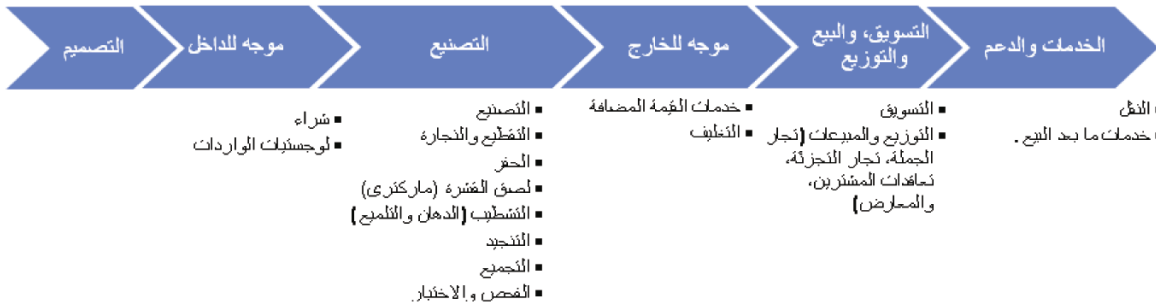 التصميم
موجه للداخل
التصنيع
موجه للخارج
التسويق، والبيع
والتوزيع
الخدمات والدعم
▪ شراء
▪ لوجستيات الواردات
▪ التصنيع
▪ التقطيع والنجارة
▪ الحفر
▪ لصق القشرة (ماركترى)
▪ التشطيب (الدهان والتلميع)
▪ التنجيد
▪ التجميع
▪ الفحص والاختبار
▪ خدمات القيمة المضافة
▪ التغليف
▪ التسويق
▪ التوزيع والمبيعات (تجار
الجملة، تجار التجزئة،
تعاقدات المشترين،
والمعارض)
▪ النقل
▪ خدمات ما بعد البيع .